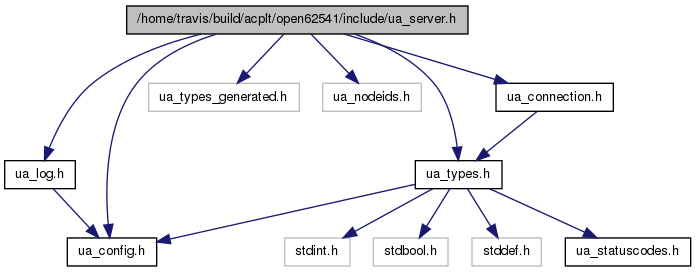 /home/travis/build/acplt/open62541/include/ua_server.h
ua_types_generated.h
ua_nodeids.h
ua_connection.h
ua_log.h
ua_types.h
ua_config.h
stdint.h
stdbool.h
stddef.h
ua_statuscodes.h